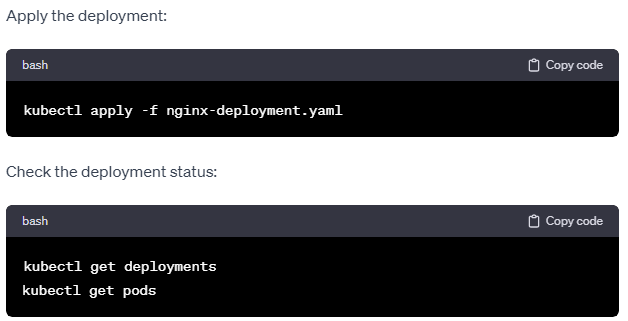 Apply the deployment:
bash
Copy code
kubectl apply -f nginx-deployment.yaml
Check the deployment status:
bash
Copy code
kubectl get deployments
kubectl get pods